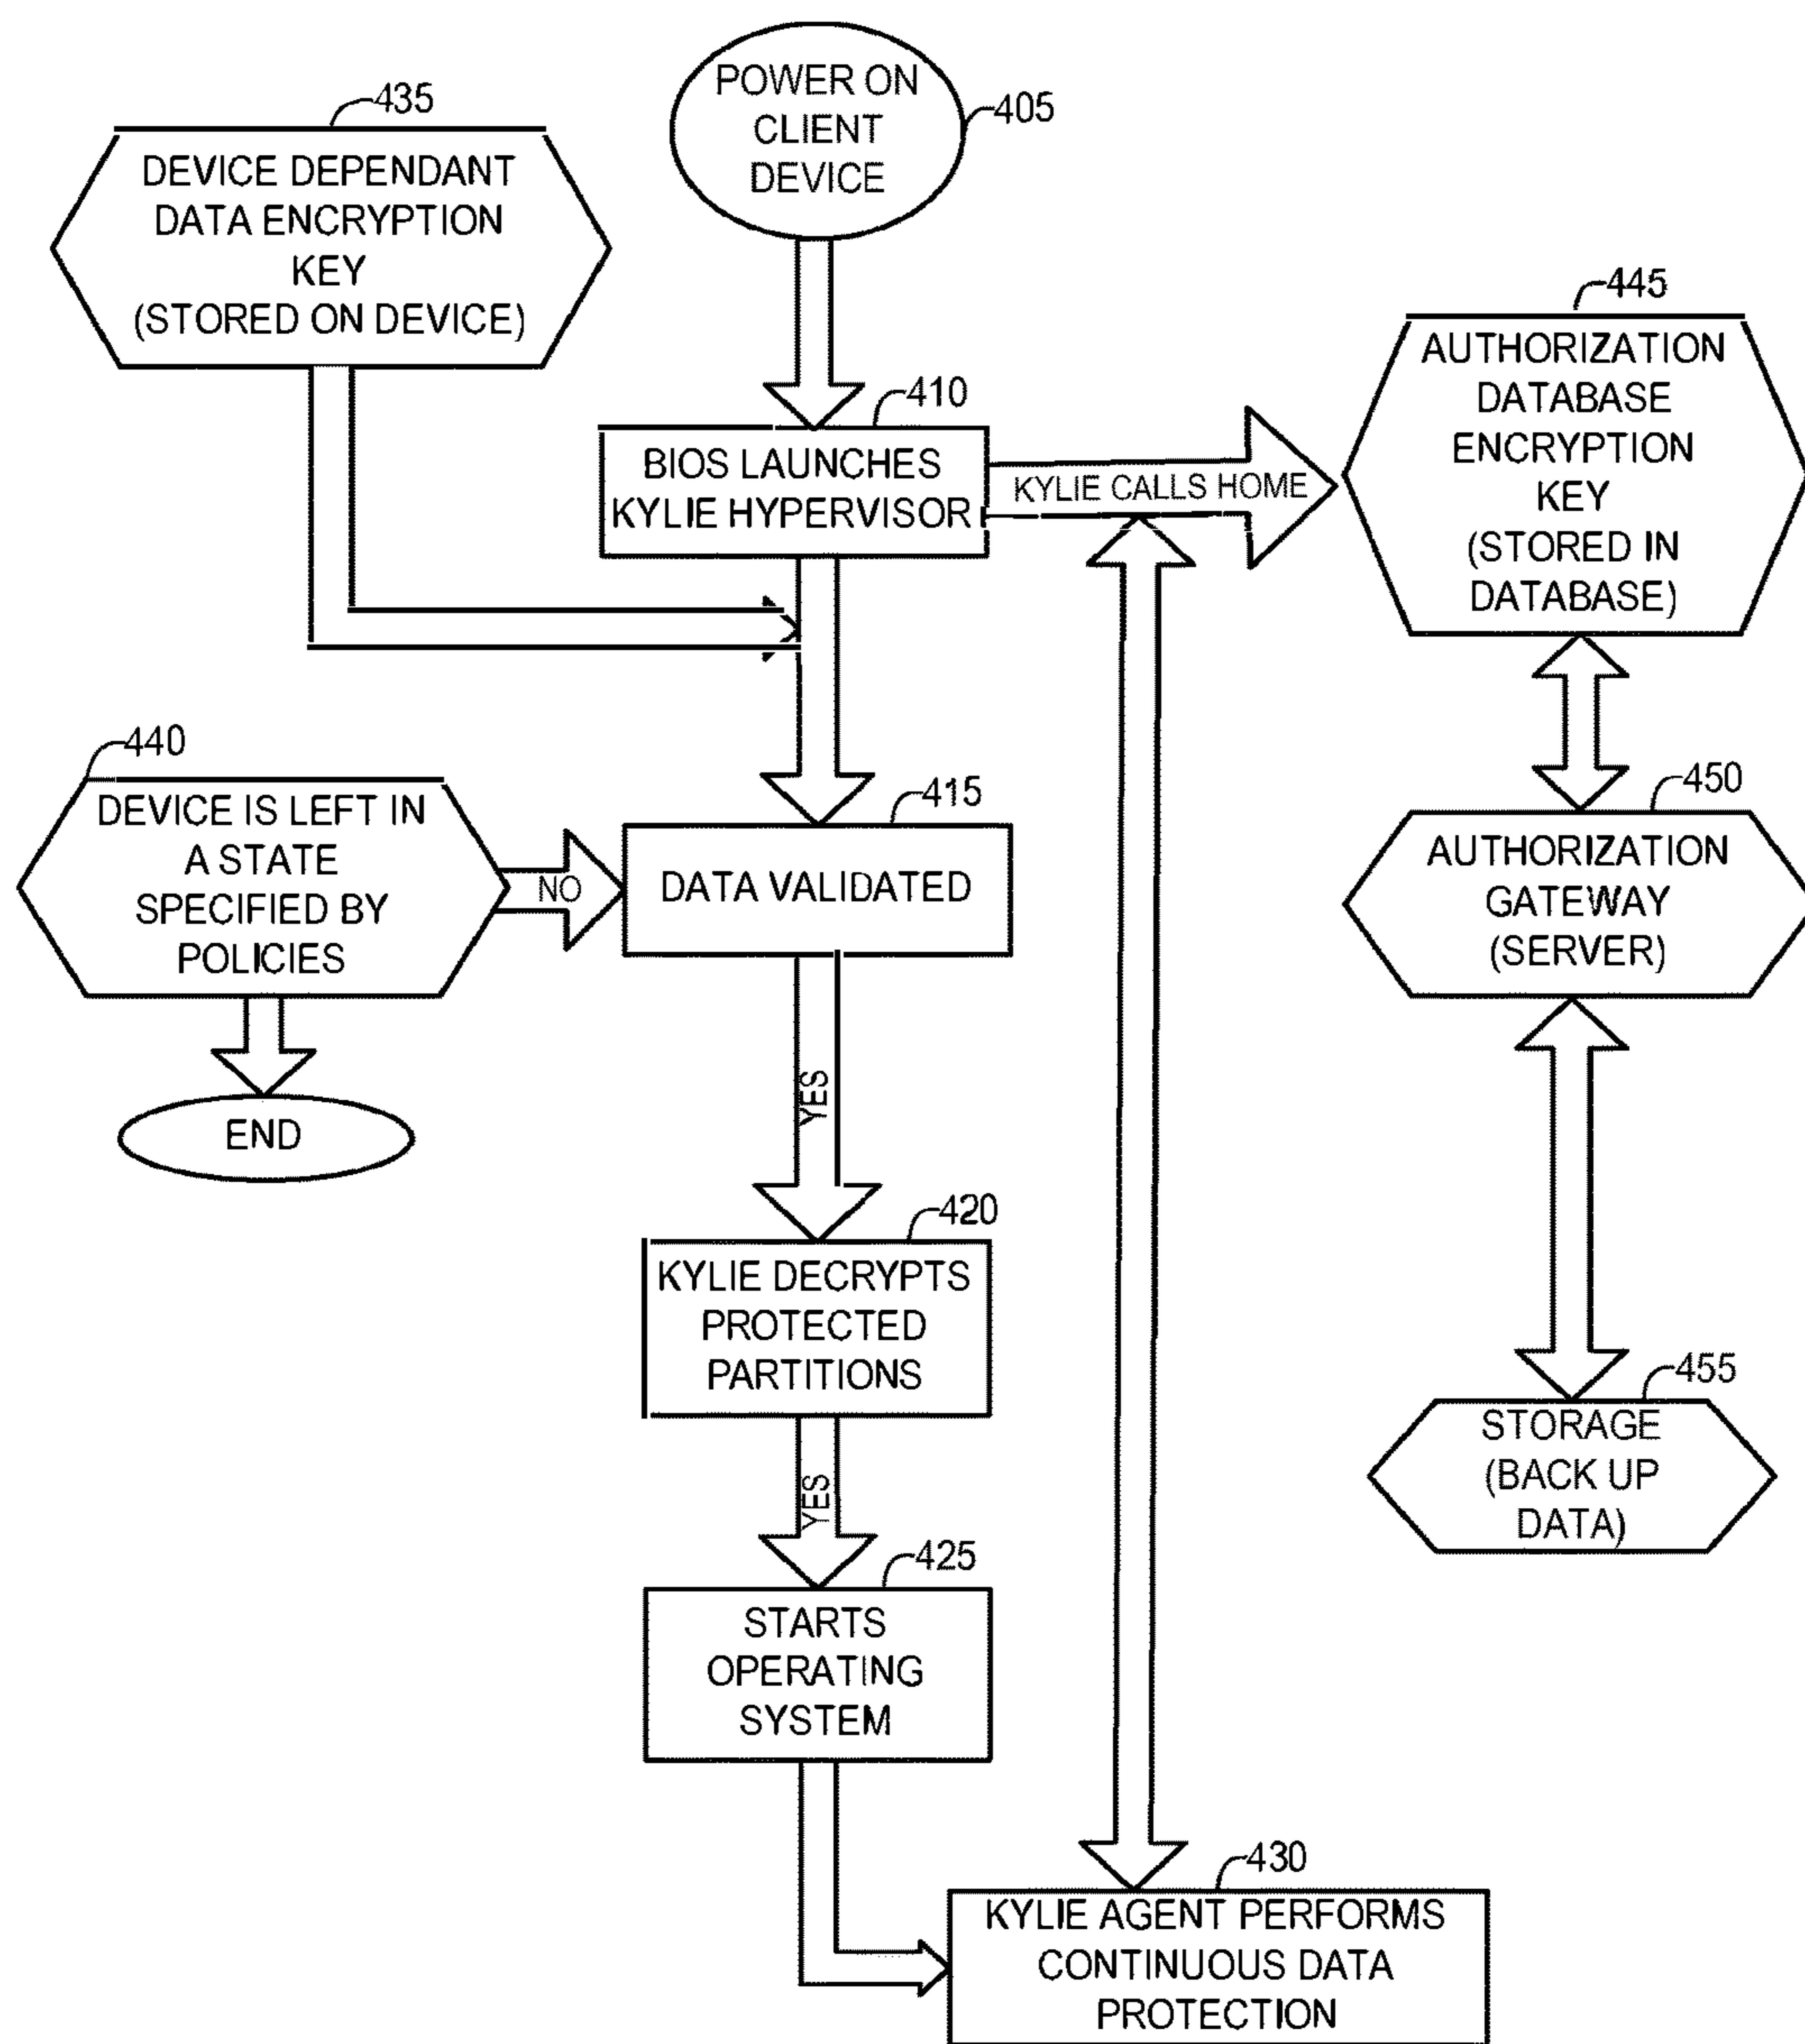 POWER ON
CLIENT
DEVICE
405
435
DEVICE DEPENDANT
DATA ENCRYPTION
KEY
(STORED ON DEVICE)
410
BIOS LAUNCHES
KYLIE HYPERVISOR
KYLIE CALLS HOME
445
AUTHORIZATION
DATABASE
ENCRYPTION
KEY
(STORED IN
DATABASE)
440
DEVICE IS LEFT IN
A STATE
SPECIFIED BY
POLICIES
NO
415
DATA VALIDATED
450
AUTHORIZATION
GATEWAY
(SERVER)
END
YES
420
KYLIE DECRYPTS
PROTECTED
PARTITIONS
455
STORAGE
(BACK UP
DATA)
YES
425
STARTS
OPERATING
SYSTEM
430
KYLIE AGENT PERFORMS
CONTINUOUS DATA
PROTECTION